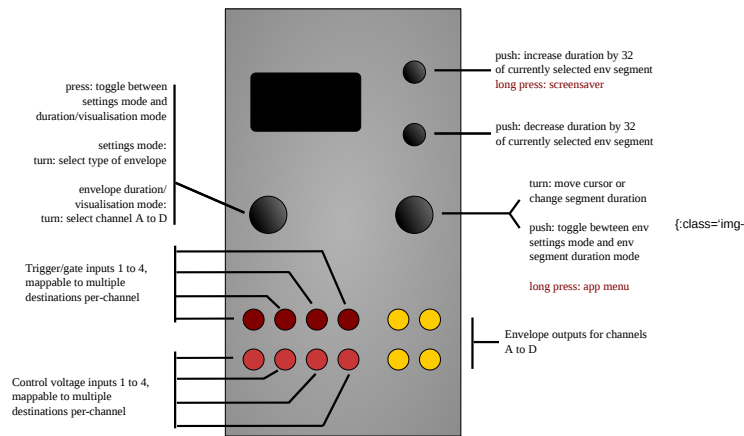 push: increase duration by 32
of currently selected env segment
long press: screensaver
press: toggle between
settings mode and
duration/visualisation mode
settings mode:
turn: select type of envelope
envelope duration/
visualisation mode:
turn: select channel A to D
push: decrease duration by 32
of currently selected env segment
turn: move cursor or
change segment duration
push: toggle bewteen env
settings mode and env
segment duration mode
long press: app menu
{:class=‘img-
Trigger/gate inputs 1 to 4,
mappable to multiple
destinations per-channel
Envelope outputs for channels
A to D
Control voltage inputs 1 to 4,
mappable to multiple
destinations per-channel